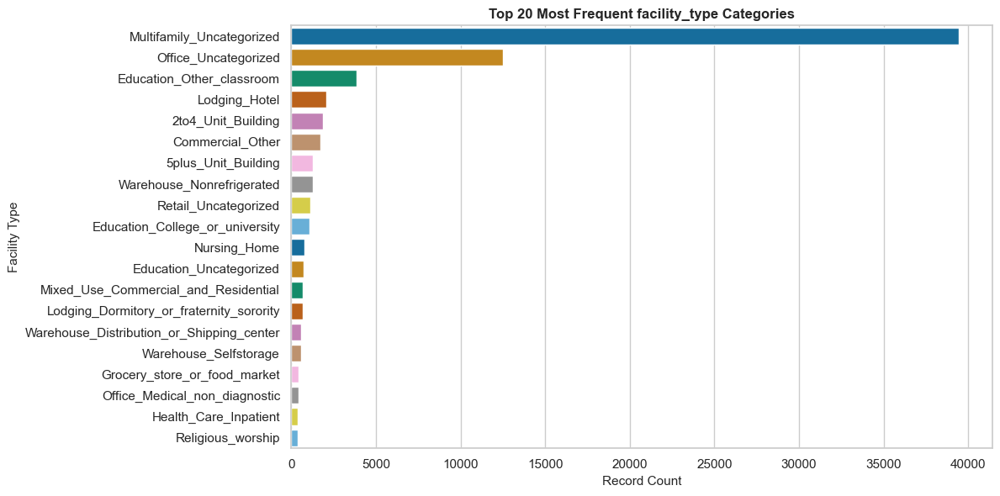 Top 20 Most Frequent facility_type Categories
Facility Type
Multifamily_Uncategorized
Office_Uncategorized
Education_Other_classroom
Lodging_Hotel
2to4_Unit_Building
Commercial_Other
5plus_Unit_Building
Warehouse_Nonrefrigerated
Retail_Uncategorized
Education_College_or_university
Nursing_Home
Education_Uncategorized
Mixed_Use_Commercial_and_Residential
Lodging_Dormitory_or_fraternity_sorority
Warehouse_Distribution_or_Shipping_center
Warehouse_Selfstorage
Grocery_store_or_food_market
Office_Medical_non_diagnostic
Health_Care_Inpatient
Religious_worship
0 5000 10000 15000 20000 25000 30000 35000 40000
Record Count